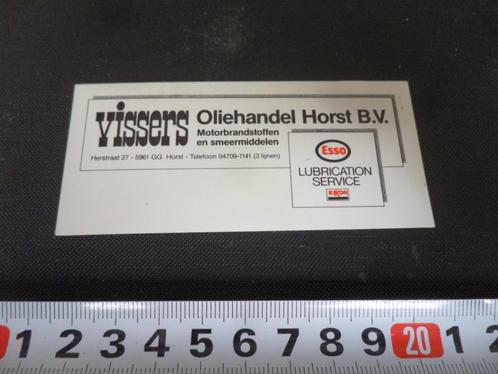 vissers Oliehandel Horst B.V.
Motorbrandstoffen
en smeermiddelen
Herstraat 27 - 5961 GG Horst - Telefoon 04709-1141 (3 lijnen)
Esso
LUBRICATION
SERVICE
EXXON
1 2 3 4 5 6 7 8 9 20 1 2